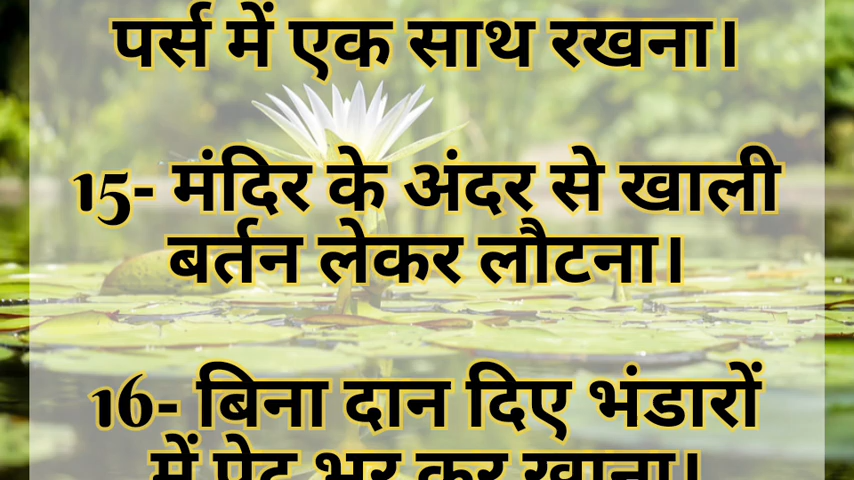 पर्स में एक साथ रखना।
15- मंदिर के अंदर से खाली
बर्तन लेकर लौटना।
16- बिना दान दिए भंडारों
में पेट भर कर खाना।